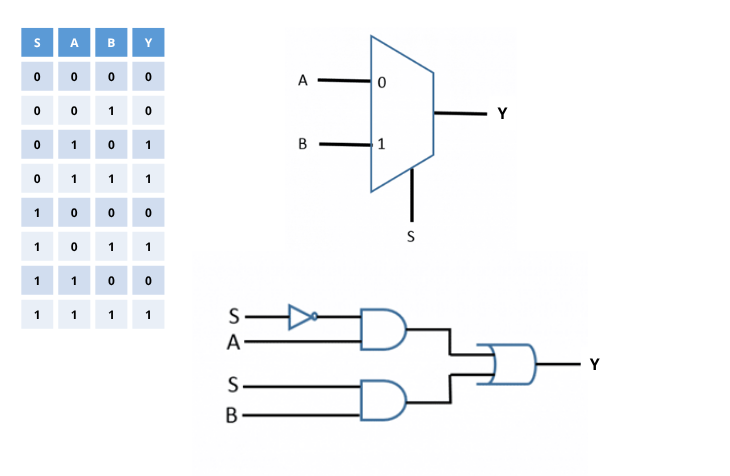 S A B Y
0 0 0 0
0 0 1 0
0 1 0 1
0 1 1 1
1 0 0 0
1 0 1 1
1 1 0 0
1 1 1 1
A 0
Y
B 1
S
S
A
Y
S
B